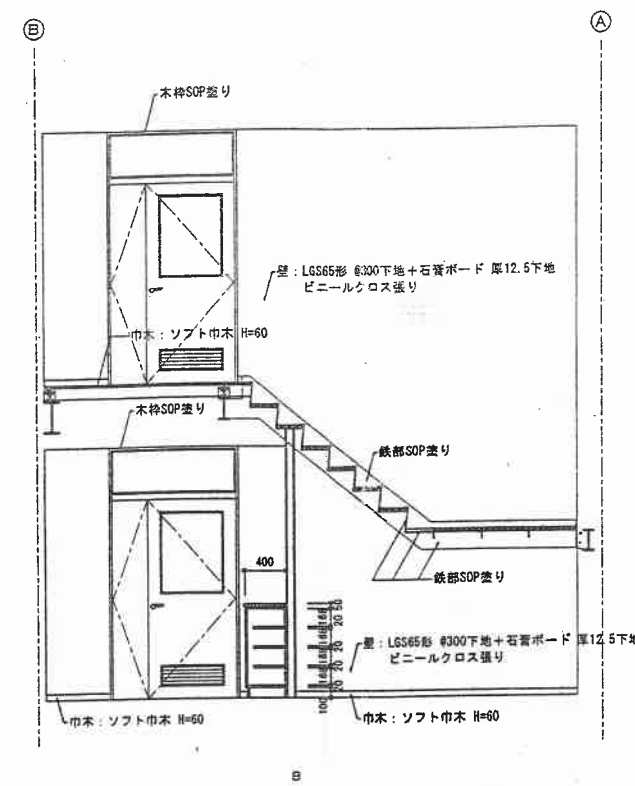 B
A
木枠SOP塗り
壁：LGS65形 @300下地＋石膏ボード 厚12.5下地
ビニールクロス張り
巾木：ソフト巾木 H=60
木枠SOP塗り
鉄部SOP塗り
400
鉄部SOP塗り
壁：LGS65形 @300下地＋石膏ボード 厚12.5下地
ビニールクロス張り
巾木：ソフト巾木 H=60
巾木：ソフト巾木 H=60
50
20
20
20
20
100
B